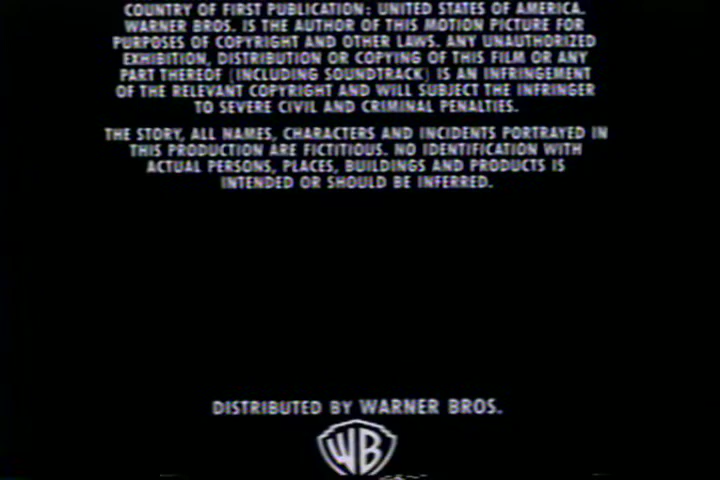 COUNTRY OF FIRST PUBLICATION: UNITED STATES OF AMERICA.
WARNER BROS. IS THE AUTHOR OF THIS MOTION PICTURE FOR
PURPOSES OF COPYRIGHT AND OTHER LAWS. ANY UNAUTHORIZED
EXHIBITION, DISTRIBUTION OR COPYING OF THIS FILM OR ANY
PART THEREOF (INCLUDING SOUNDTRACK) IS AN INFRINGEMENT
OF THE RELEVANT COPYRIGHT AND WILL SUBJECT THE INFRINGER
TO SEVERE CIVIL AND CRIMINAL PENALTIES.
THE STORY, ALL NAMES, CHARACTERS AND INCIDENTS PORTRAYED IN
THIS PRODUCTION ARE FICTITIOUS. NO IDENTIFICATION WITH
ACTUAL PERSONS, PLACES, BUILDINGS AND PRODUCTS IS
INTENDED OR SHOULD BE INFERRED.
DISTRIBUTED BY WARNER BROS.
WB